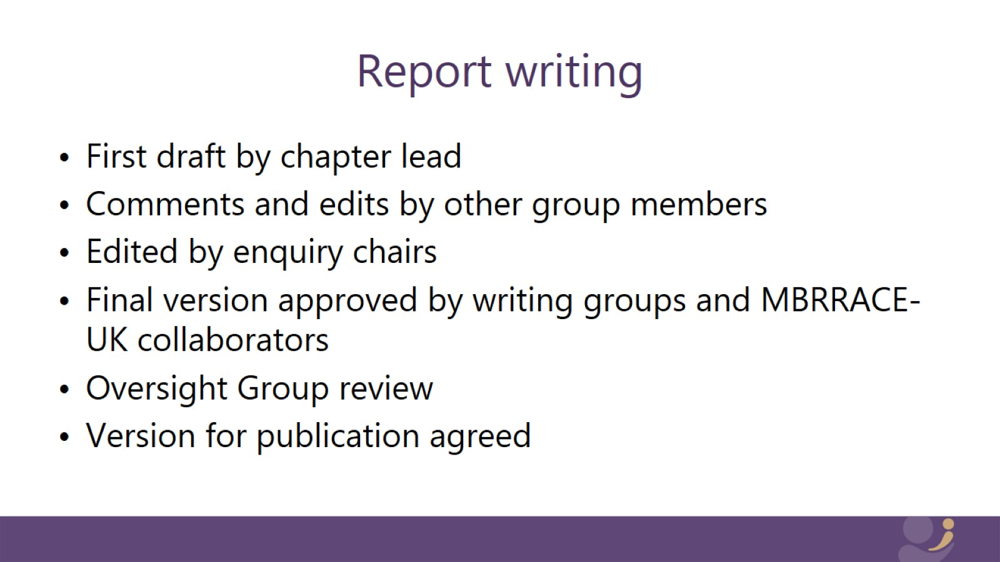 Report writing
• First draft by chapter lead
• Comments and edits by other group members
• Edited by enquiry chairs
• Final version approved by writing groups and MBRRACE-
UK collaborators
• Oversight Group review
• Version for publication agreed